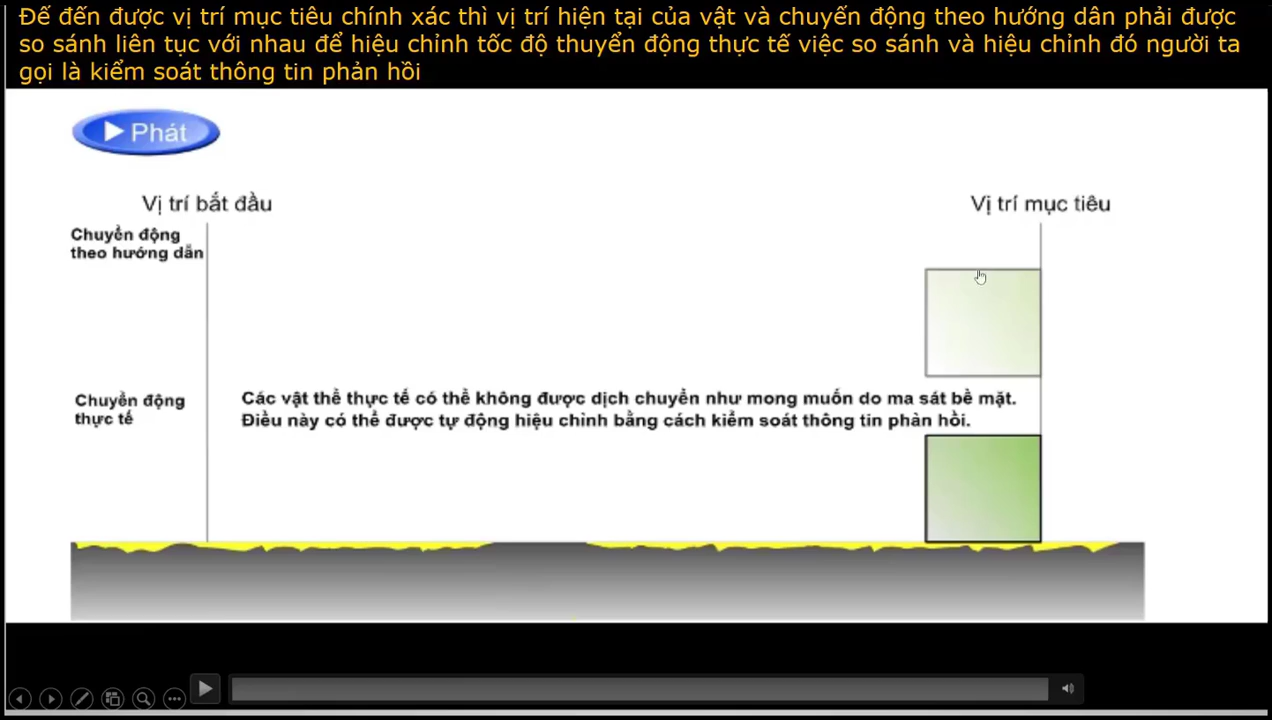 Để đến được vị trí mục tiêu chính xác thì vị trí hiện tại của vật và chuyển động theo hướng dân phải được
so sánh liên tục với nhau để hiệu chỉnh tốc độ thuyển động thực tế việc so sánh và hiệu chỉnh đó người ta
gọi là kiểm soát thông tin phản hồi
Phát
Vị trí bắt đầu
Vị trí mục tiêu
Chuyển động
theo hướng dẫn
Chuyển động
thực tế
Các vật thể thực tế có thể không được dịch chuyển như mong muốn do ma sát bề mặt.
Điều này có thể được tự động hiệu chỉnh bằng cách kiểm soát thông tin phản hồi.